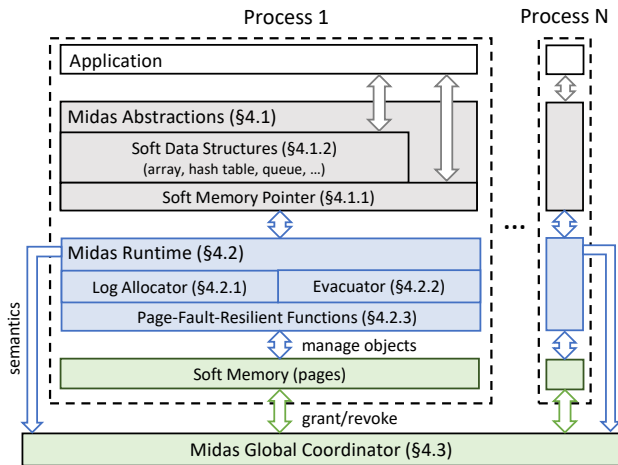 Process 1
Process N
Application
Midas Abstractions (§4.1)
Soft Data Structures (§4.1.2)
(array, hash table, queue, …)
Soft Memory Pointer (§4.1.1)
...
Midas Runtime (§4.2)
Log Allocator (§4.2.1)
Evacuator (§4.2.2)
Page-Fault-Resilient Functions (§4.2.3)
semantics
manage objects
Soft Memory (pages)
grant/revoke
Midas Global Coordinator (§4.3)